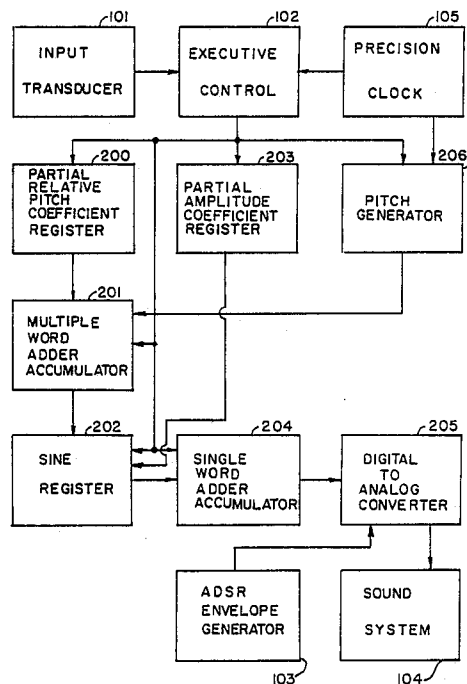 101
102
105
INPUT
TRANSDUCER
EXECUTIVE
CONTROL
PRECISION
CLOCK
200
203
206
PARTIAL
RELATIVE
PITCH
COEFFICIENT
REGISTER
PARTIAL
AMPLITUDE
COEFFICIENT
REGISTER
PITCH
GENERATOR
201
MULTIPLE
WORD
ADDER
ACCUMULATOR
202
204
205
SINE
REGISTER
SINGLE
WORD
ADDER
ACCUMULATOR
DIGITAL
TO
ANALOG
CONVERTER
ADSR
ENVELOPE
GENERATOR
SOUND
SYSTEM
103
104